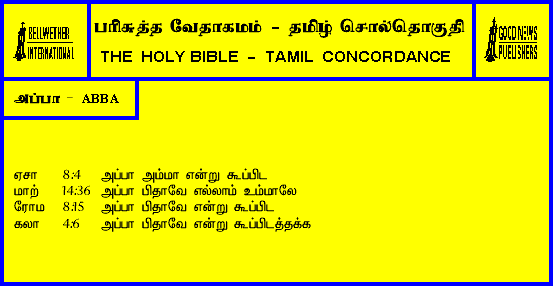 BELLWETHER
INTERNATIONAL
பரிசுத்த வேதாகமம் - தமிழ் சொல்தொகுதி
THE HOLY BIBLE - TAMIL CONCORDANCE
GOOD NEWS
PUBLISHERS
அப்பா - ABBA
ஏசா 8:4 அப்பா அம்மா என்று கூப்பிட
மாற் 14:36 அப்பா பிதாவே எல்லாம் உம்மாலே
ரோம 8:15 அப்பா பிதாவே என்று கூப்பிட
கலா 4:6 அப்பா பிதாவே என்று கூப்பிடத்தக்க